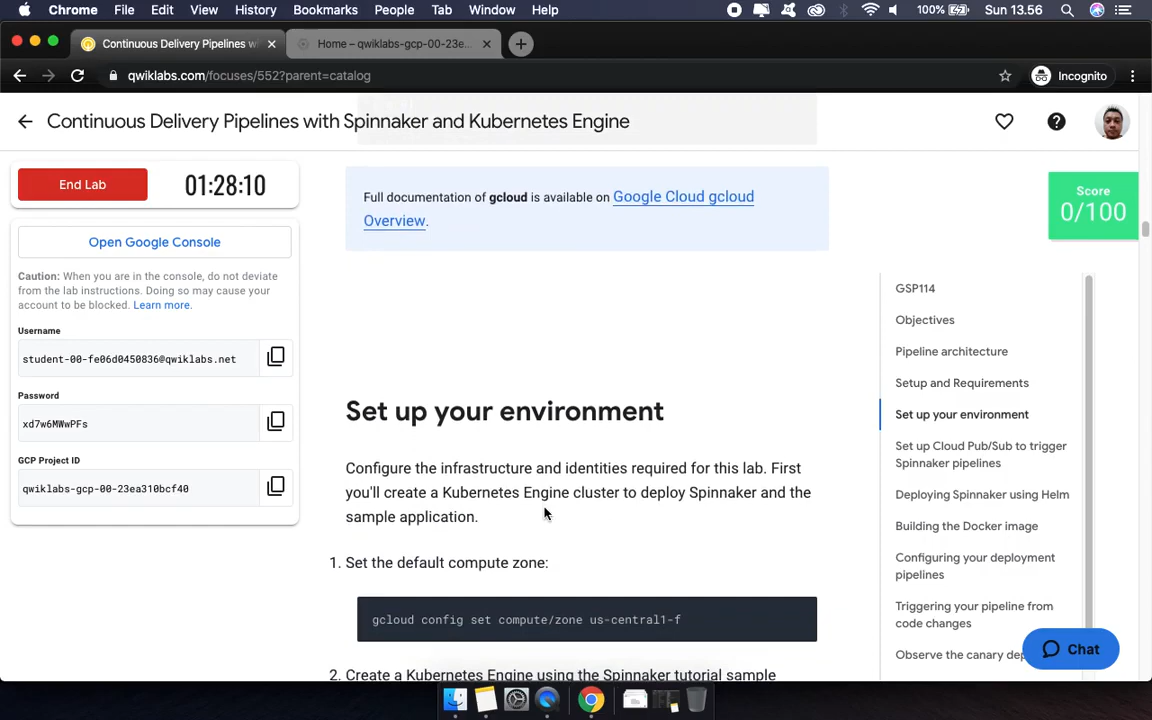 Chrome File Edit View History Bookmarks People Tab Window Help 100% Sun 13.56
Continuous Delivery Pipelines w
Home – qwiklabs-gcp-00-23e...
qwiklabs.com/focuses/552?parent=catalog
Incognito
Continuous Delivery Pipelines with Spinnaker and Kubernetes Engine
End Lab
01:28:10
Open Google Console
Caution: When you are in the console, do not deviate
from the lab instructions. Doing so may cause your
account to be blocked. Learn more.
Username
student-00-fe06d0450836@qwiklabs.net
Password
xd7w6MWwPFs
GCP Project ID
qwiklabs-gcp-00-23ea310bcf40
Full documentation of gcloud is available on Google Cloud gcloud
Overview.
Set up your environment
Configure the infrastructure and identities required for this lab. First
you'll create a Kubernetes Engine cluster to deploy Spinnaker and the
sample application.
1. Set the default compute zone:
gcloud config set compute/zone us-central1-f
2. Create a Kubernetes Engine using the Spinnaker tutorial sample
Score
0/100
GSP114
Objectives
Pipeline architecture
Setup and Requirements
Set up your environment
Set up Cloud Pub/Sub to trigger
Spinnaker pipelines
Deploying Spinnaker using Helm
Building the Docker image
Configuring your deployment
pipelines
Triggering your pipeline from
code changes
Observe the canary de
Chat